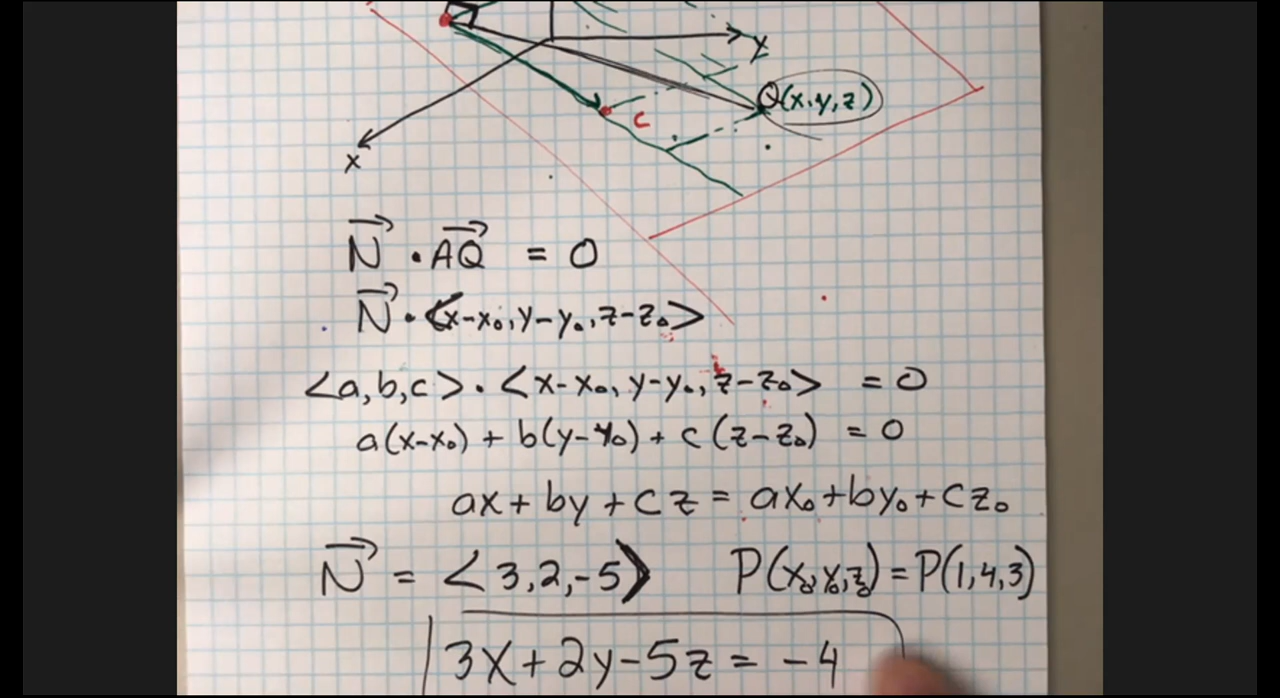 y
Q(x,y,z)
c
x
N⃗ · AQ⃗ = 0
N⃗ · <x-x₀, y-y₀, z-z₀>
<a,b,c> · <x-x₀, y-y₀, z-z₀> = 0
a(x-x₀) + b(y-y₀) + c(z-z₀) = 0
ax + by + cz = ax₀ + by₀ + cz₀
N⃗ = <3,2,-5> P(x₀,y₀,z₀) = P(1,4,3)
3x + 2y - 5z = -4